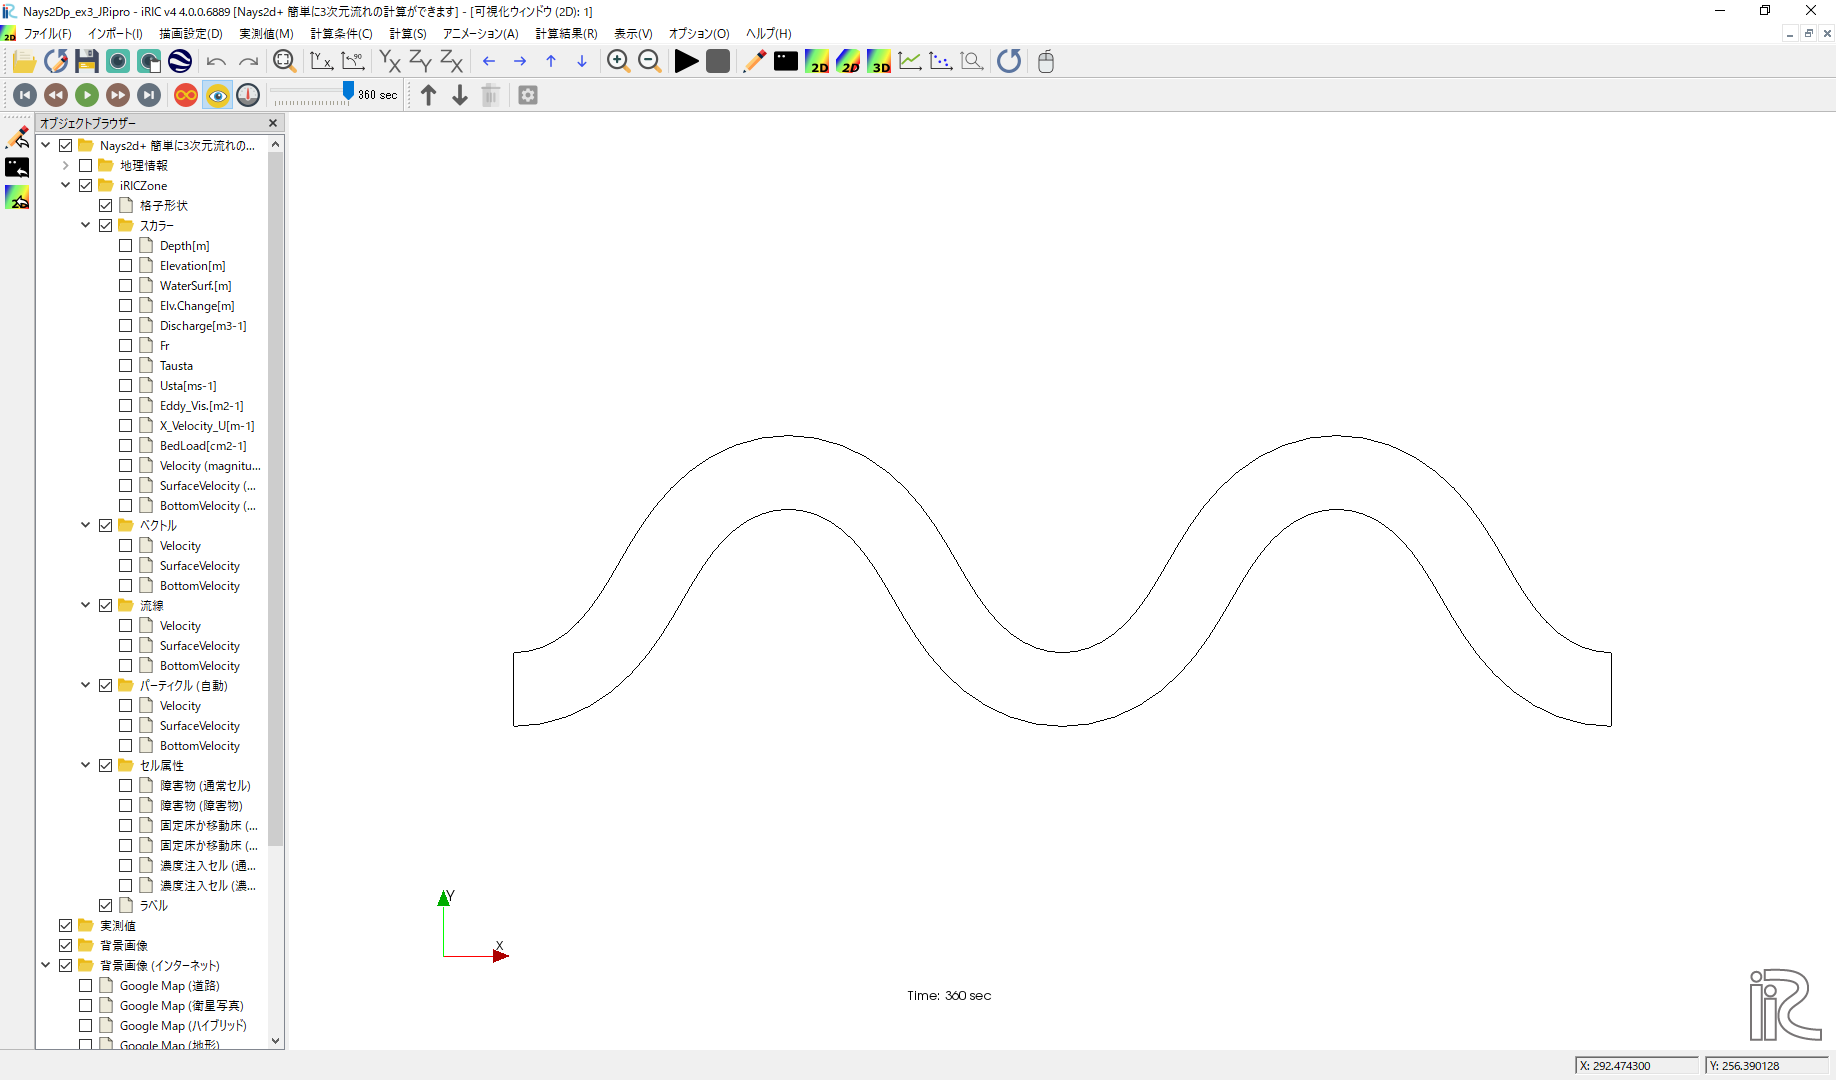 Nays2Dp_ex3_JP.ipro - iRIC v4 4.0.0.6889 [Nays2d+ 簡単に3次元流れの計算ができます] - [可視化ウィンドウ (2D): 1]
ファイル(F) インポート(I) 描画設定(D) 実測値(M) 計算条件(C) 計算(S) アニメーション(A) 計算結果(R) 表示(V) オプション(O) ヘルプ(H)
360 sec
オブジェクトブラウザー
Nays2d+ 簡単に3次元流れの...
地理情報
iRICZone
格子形状
スカラー
Depth[m]
Elevation[m]
WaterSurf.[m]
Elv.Change[m]
Discharge[m3-1]
Fr
Tausta
Usta[ms-1]
Eddy_Vis.[m2-1]
X_Velocity_U[m-1]
BedLoad[cm2-1]
Velocity (magnitu...
SurfaceVelocity (...
BottomVelocity (...
ベクトル
Velocity
SurfaceVelocity
BottomVelocity
流線
Velocity
SurfaceVelocity
BottomVelocity
パーティクル (自動)
Velocity
SurfaceVelocity
BottomVelocity
セル属性
障害物 (通常セル)
障害物 (障害物)
固定床か移動床 (...
固定床か移動床 (...
濃度注入セル (通...
濃度注入セル (濃...
ラベル
実測値
背景画像
背景画像 (インターネット)
Google Map (道路)
Google Map (衛星写真)
Google Map (ハイブリッド)
Google Map (地形)
Y
X
Time: 360 sec
iRIC
X: 292.474300
Y: 256.390128